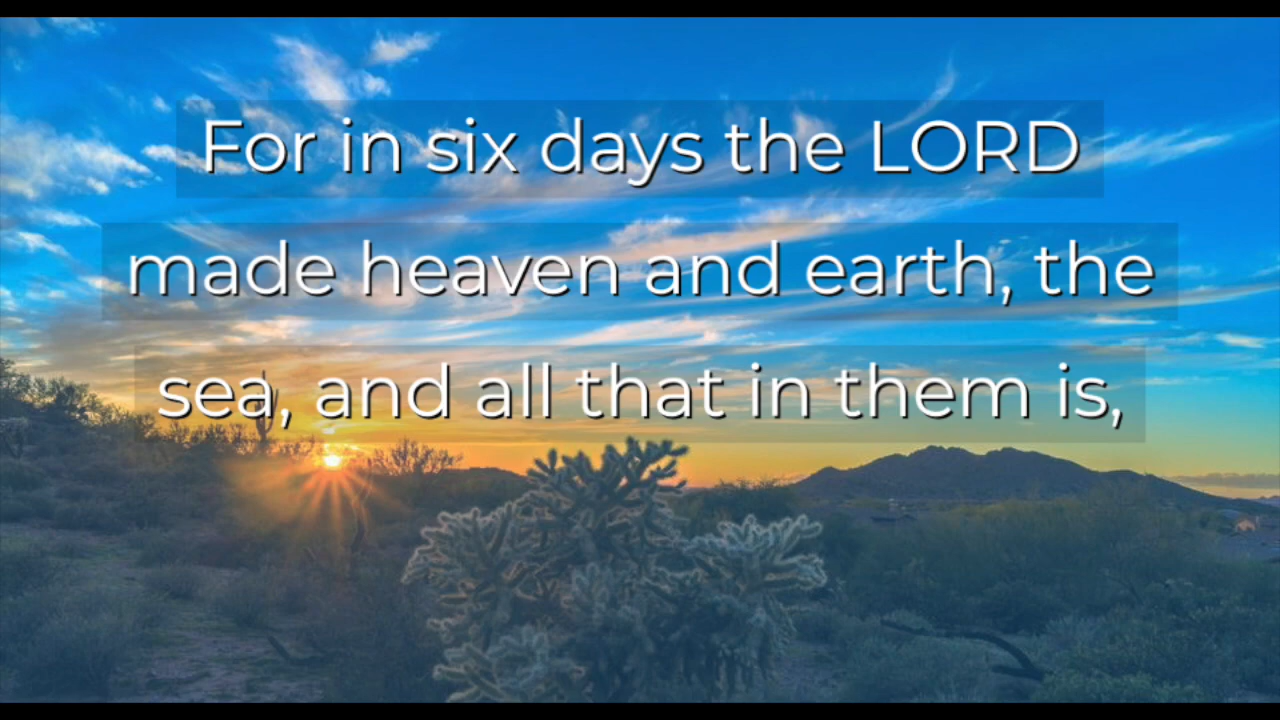 For in six days the LORD
made heaven and earth, the
sea, and all that in them is,